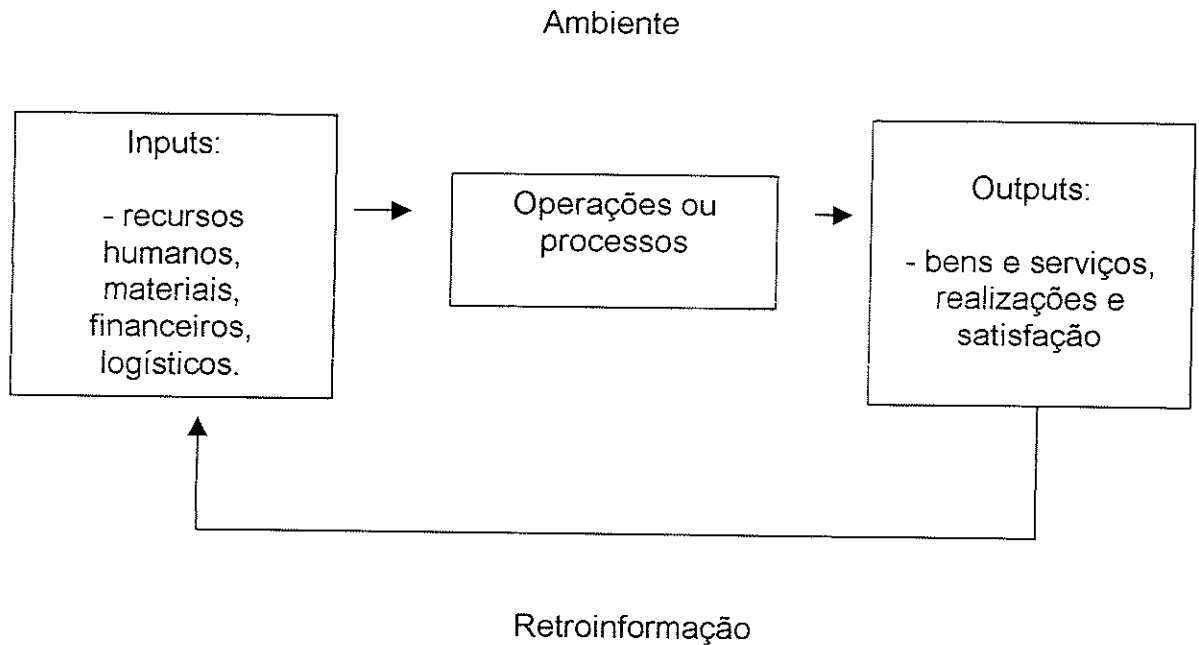 Ambiente
Inputs:
- recursos
humanos,
materiais,
financeiros,
logísticos.
Operações ou
processos
Outputs:
- bens e serviços,
realizações e
satisfação
Retroinformação